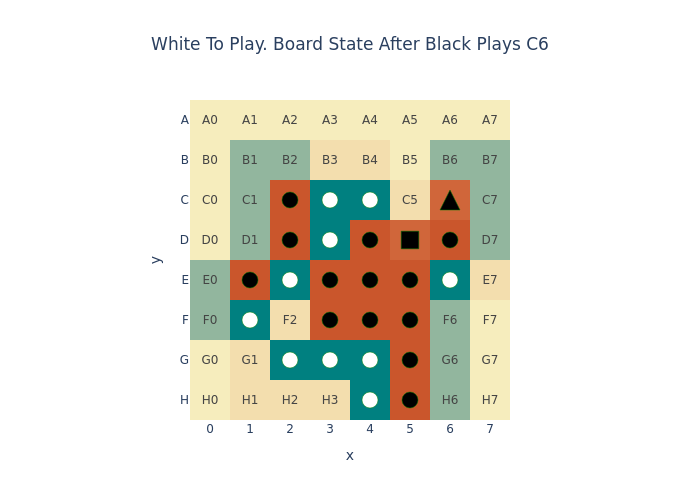 White To Play. Board State After Black Plays C6
A A0 A1 A2 A3 A4 A5 A6 A7
B B0 B1 B2 B3 B4 B5 B6 B7
C C0 C1 C5 C7
D D0 D1 D7
y
E E0 E7
F F0 F2 F6 F7
G G0 G1 G6 G7
H H0 H1 H2 H3 H6 H7
0 1 2 3 4 5 6 7
x